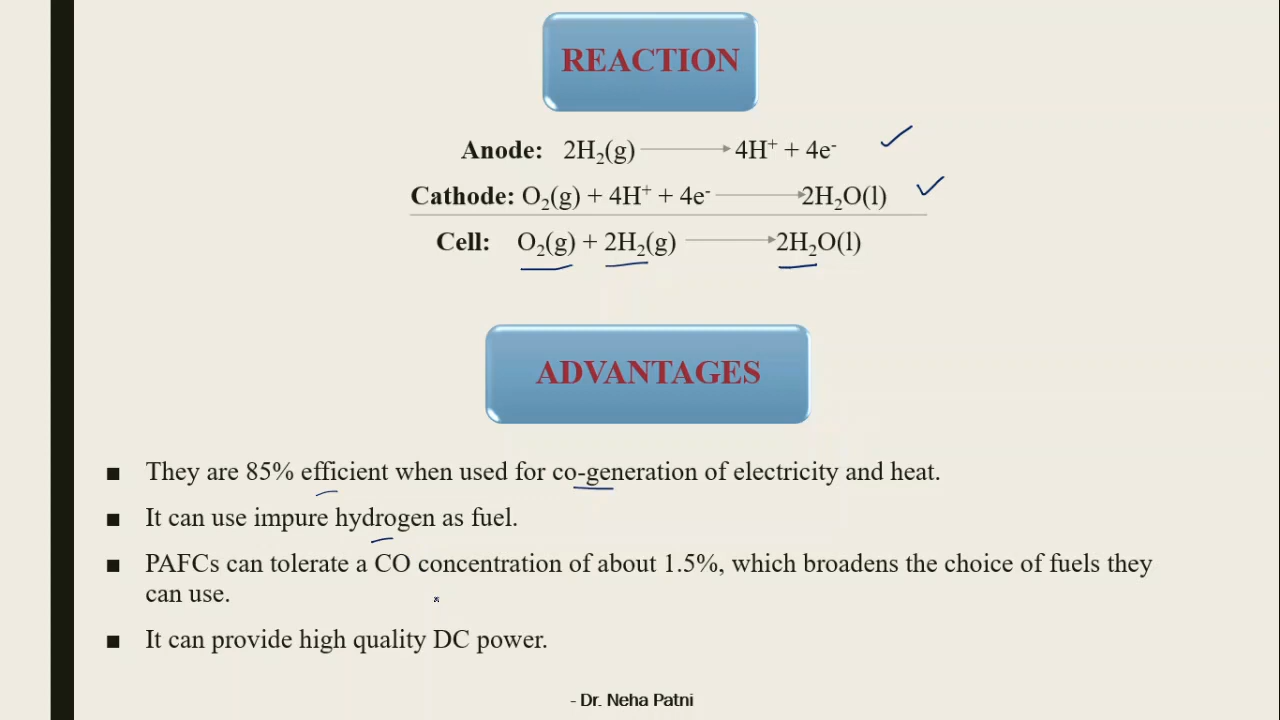 REACTION
Anode: 2H₂(g) ⟶ 4H⁺ + 4e⁻
Cathode: O₂(g) + 4H⁺ + 4e⁻ ⟶ 2H₂O(l)
Cell: O₂(g) + 2H₂(g) ⟶ 2H₂O(l)
ADVANTAGES
■ They are 85% efficient when used for co-generation of electricity and heat.
■ It can use impure hydrogen as fuel.
■ PAFCs can tolerate a CO concentration of about 1.5%, which broadens the choice of fuels they
can use.
■ It can provide high quality DC power.
- Dr. Neha Patni